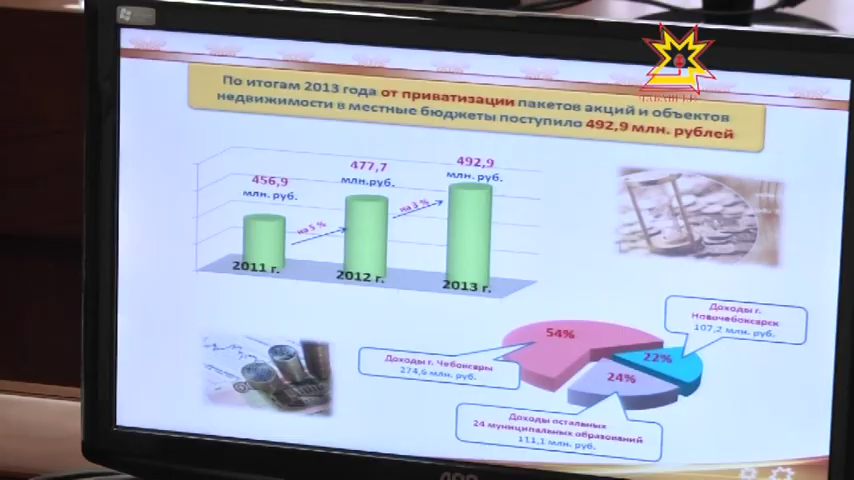 По итогам 2013 года от приватизации пакетов акций и объектов
недвижимости в местные бюджеты поступило 492,9 млн. рублей
456,9
млн. руб.
477,7
млн.руб.
492,9
млн. руб.
на 5 %
на 3 %
2011 г.
2012 г.
2013 г.
54%
22%
24%
Доходы г.
Новочебоксарск
107,2 млн. руб.
Доходы г. Чебоксары
274,6 млн. руб.
Доходы остальных
24 муниципальных образований
111,1 млн. руб.